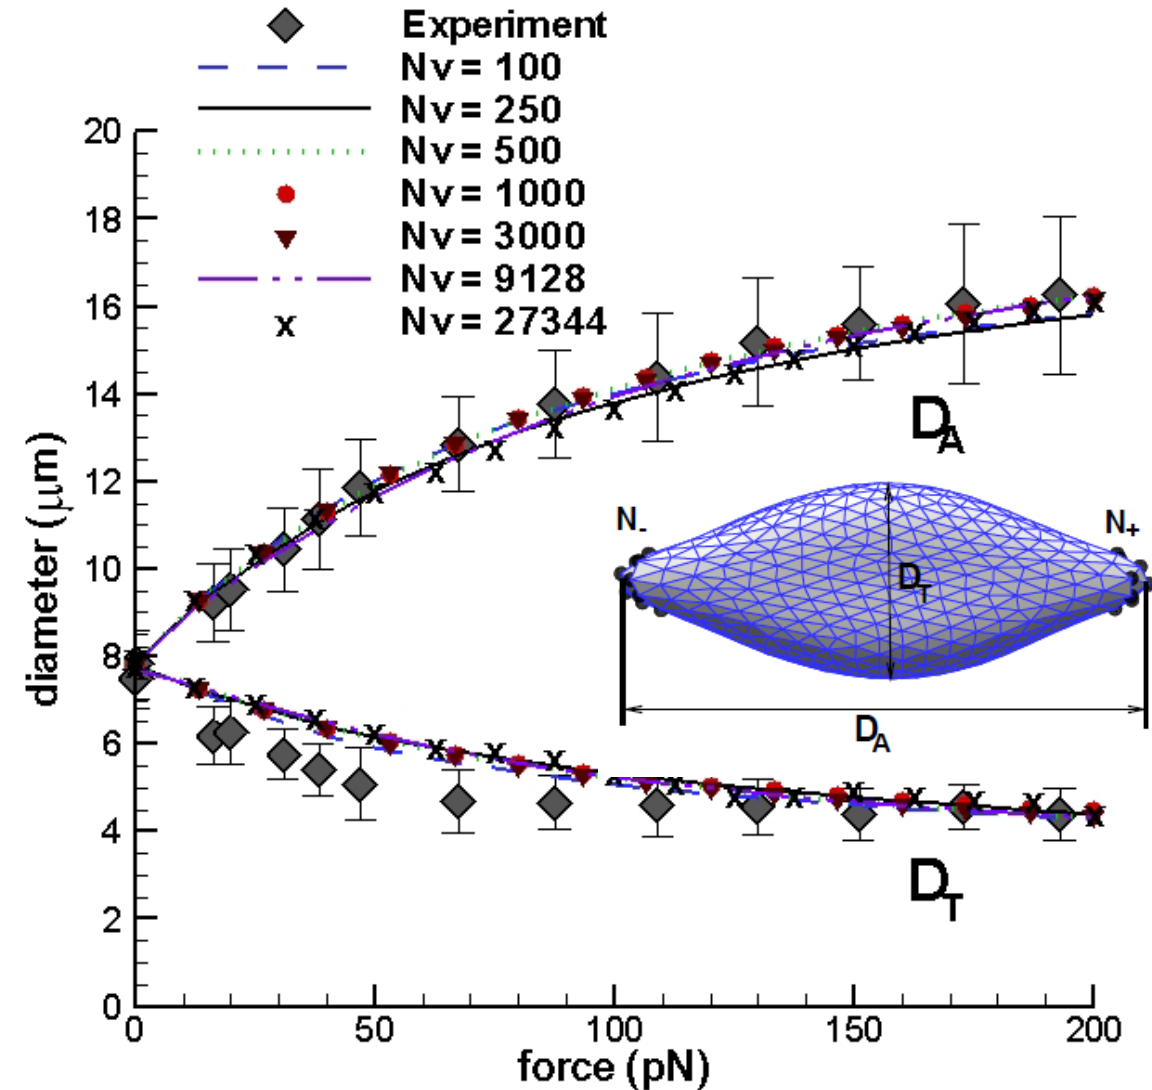 Experiment
Nv = 100
Nv = 250
Nv = 500
Nv = 1000
Nv = 3000
Nv = 9128
Nv = 27344
20
18
16
14
12
10
8
6
4
2
0
diameter (μm)
D_A
N_-
N_+
D_T
D_A
D_T
0
50
100
150
200
force (pN)